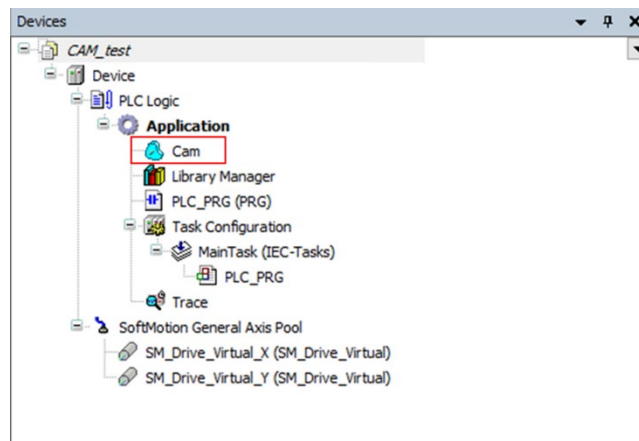 Devices
CAM_test
Device
PLC Logic
Application
Cam
Library Manager
PLC_PRG (PRG)
Task Configuration
MainTask (IEC-Tasks)
PLC_PRG
Trace
SoftMotion General Axis Pool
SM_Drive_Virtual_X (SM_Drive_Virtual)
SM_Drive_Virtual_Y (SM_Drive_Virtual)